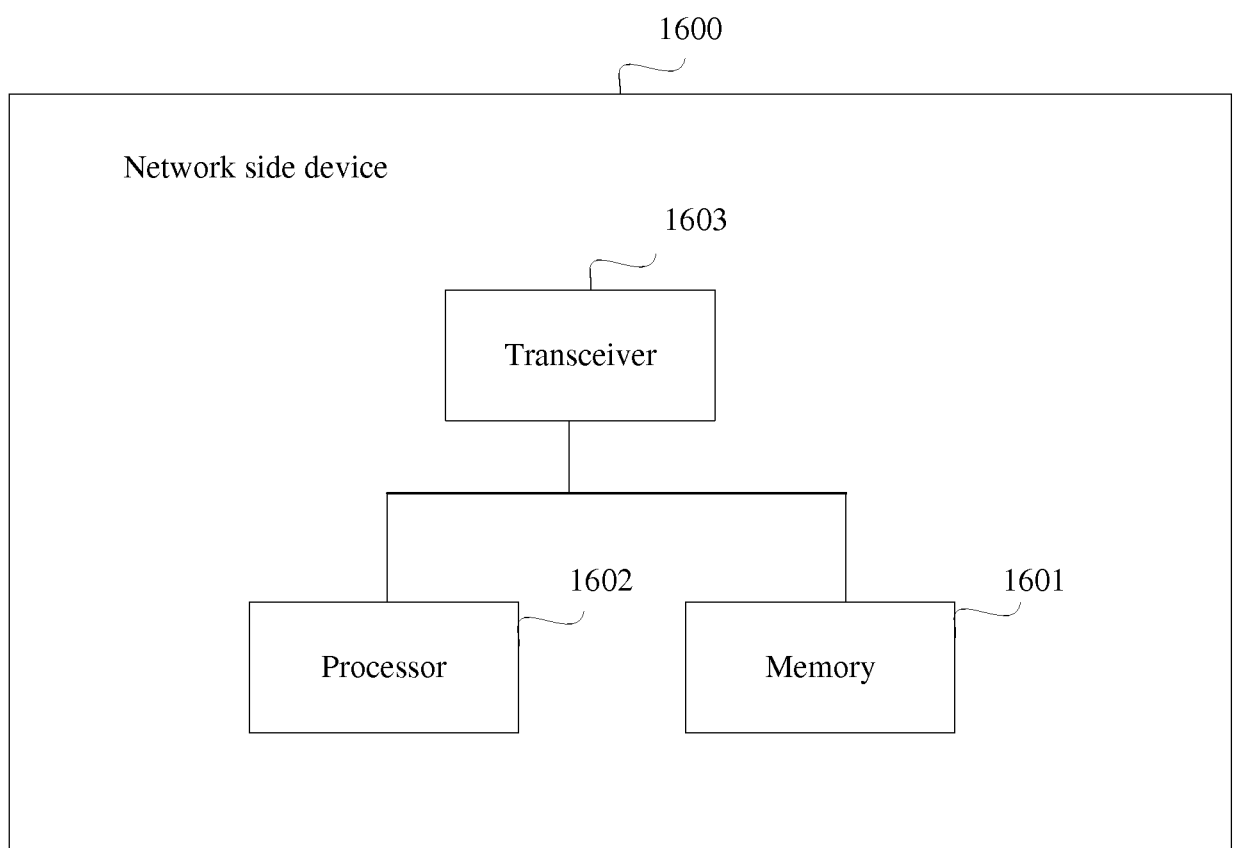 1600
Network side device
1603
Transceiver
1602
1601
Processor
Memory